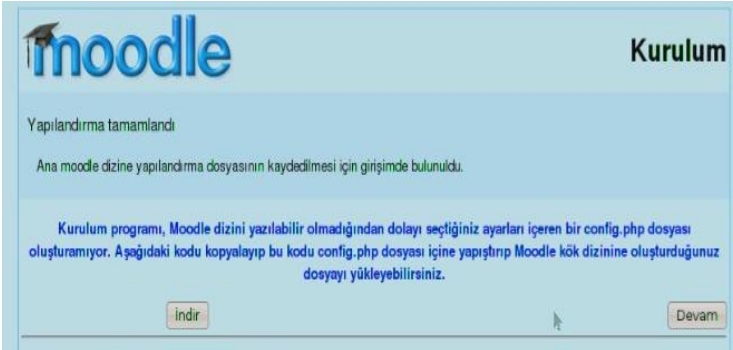 moodle
Kurulum
Yapılandırma tamamlandı
Ana moodle dizine yapılandırma dosyasının kaydedilmesi için girişimde bulunuldu.
Kurulum programı, Moodle dizini yazılabilir olmadığından dolayı seçtiğiniz ayarları içeren bir config.php dosyası
oluşturamıyor. Aşağıdaki kodu kopyalayıp bu kodu config.php dosyası içine yapıştırıp Moodle kök dizinine oluşturduğunuz
dosyayı yükleyebilirsiniz.
indir
Devam